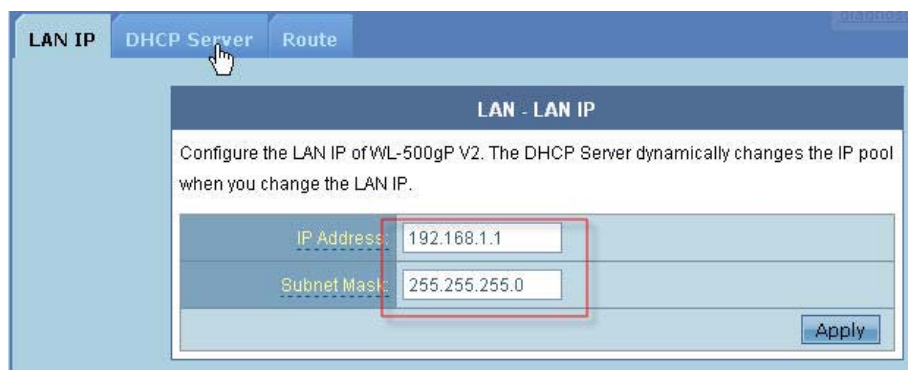 diagnos
LAN IP DHCP Server Route
LAN - LAN IP
Configure the LAN IP of WL-500gP V2. The DHCP Server dynamically changes the IP pool
when you change the LAN IP.
IP Address: 192.168.1.1
Subnet Mask: 255.255.255.0
Apply